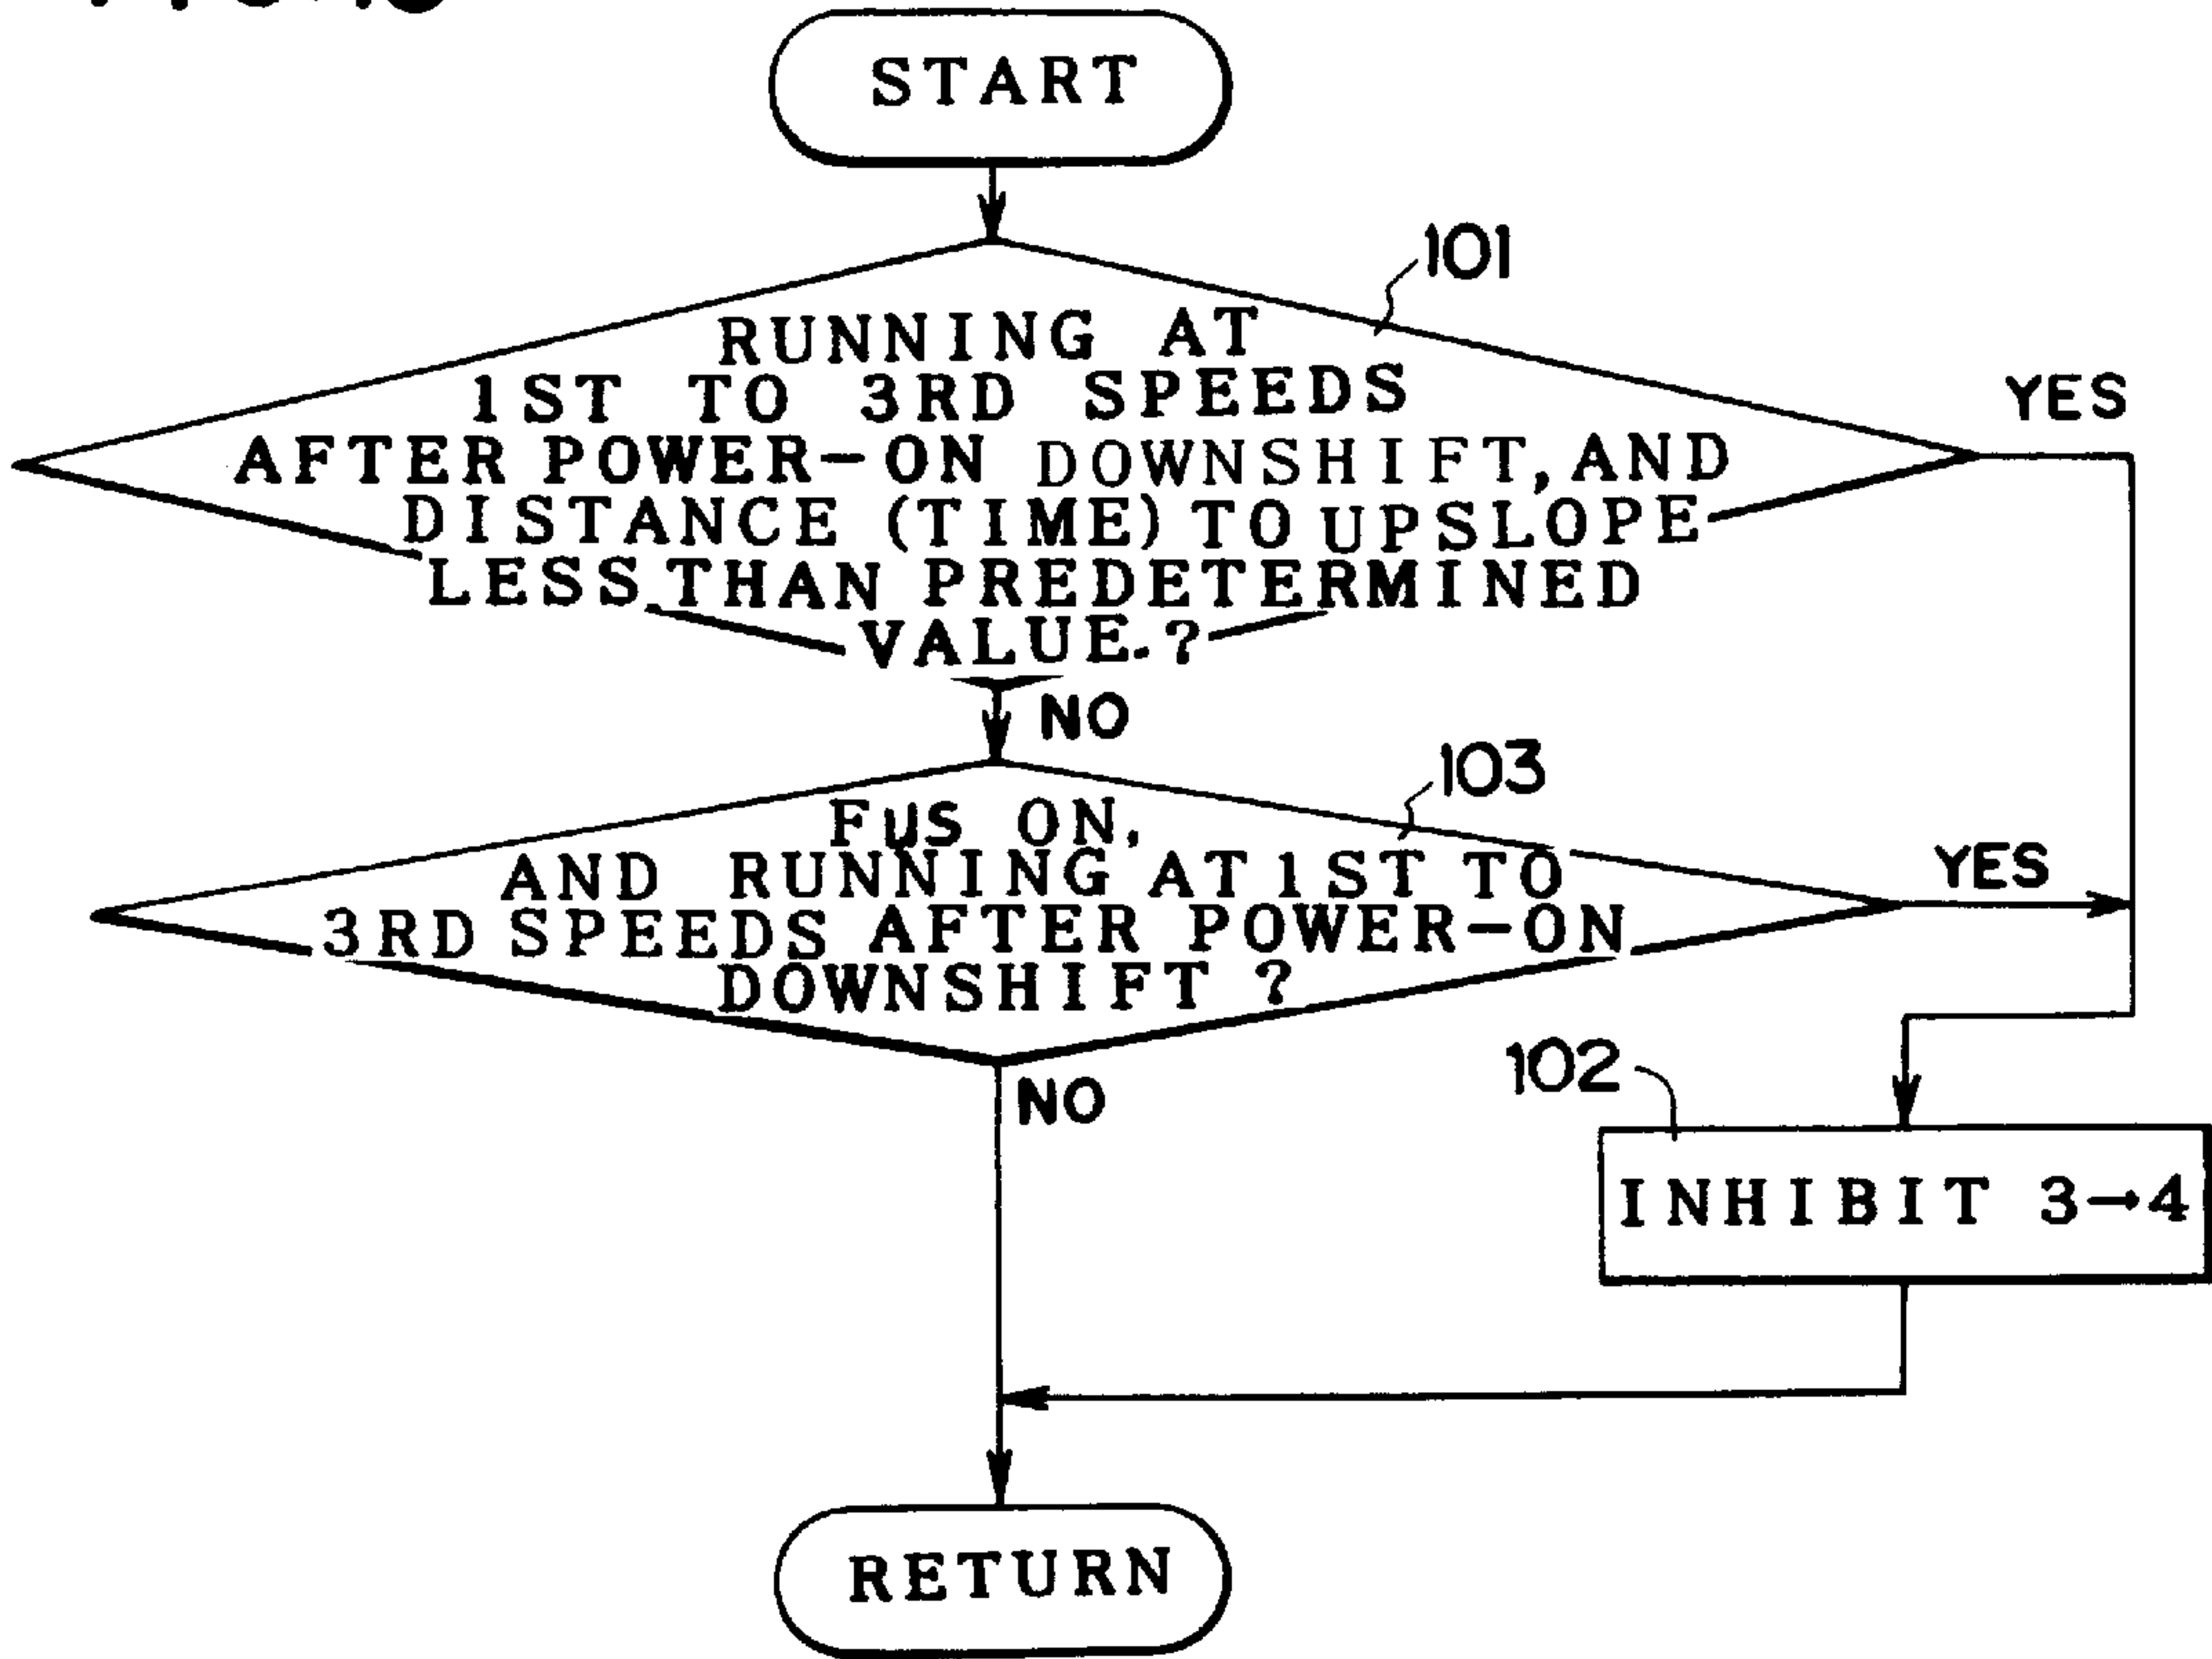 START
101
RUNNING AT
1ST TO 3RD SPEEDS
AFTER POWER-ON DOWNSHIFT, AND
DISTANCE (TIME) TO UPSLOPE
LESS THAN PREDETERMINED
VALUE.?
YES
NO
103
FUS ON,
AND RUNNING AT 1ST TO
3RD SPEEDS AFTER POWER-ON
DOWNSHIFT ?
YES
NO
102
INHIBIT 3→4
RETURN